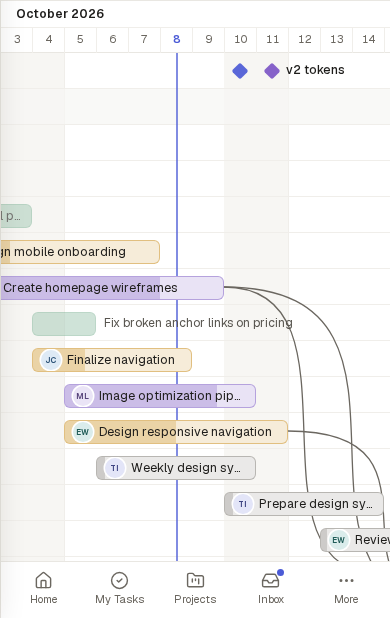 October 2026
3 4 5 6 7 8 9 10 11 12 13 14
v2 tokens
l p...
gn mobile onboarding
Create homepage wireframes
Fix broken anchor links on pricing
JC Finalize navigation
ML Image optimization pip...
EW Design responsive navigation
TI Weekly design sy...
TI Prepare design sy...
EW Review
Home My Tasks Projects Inbox More